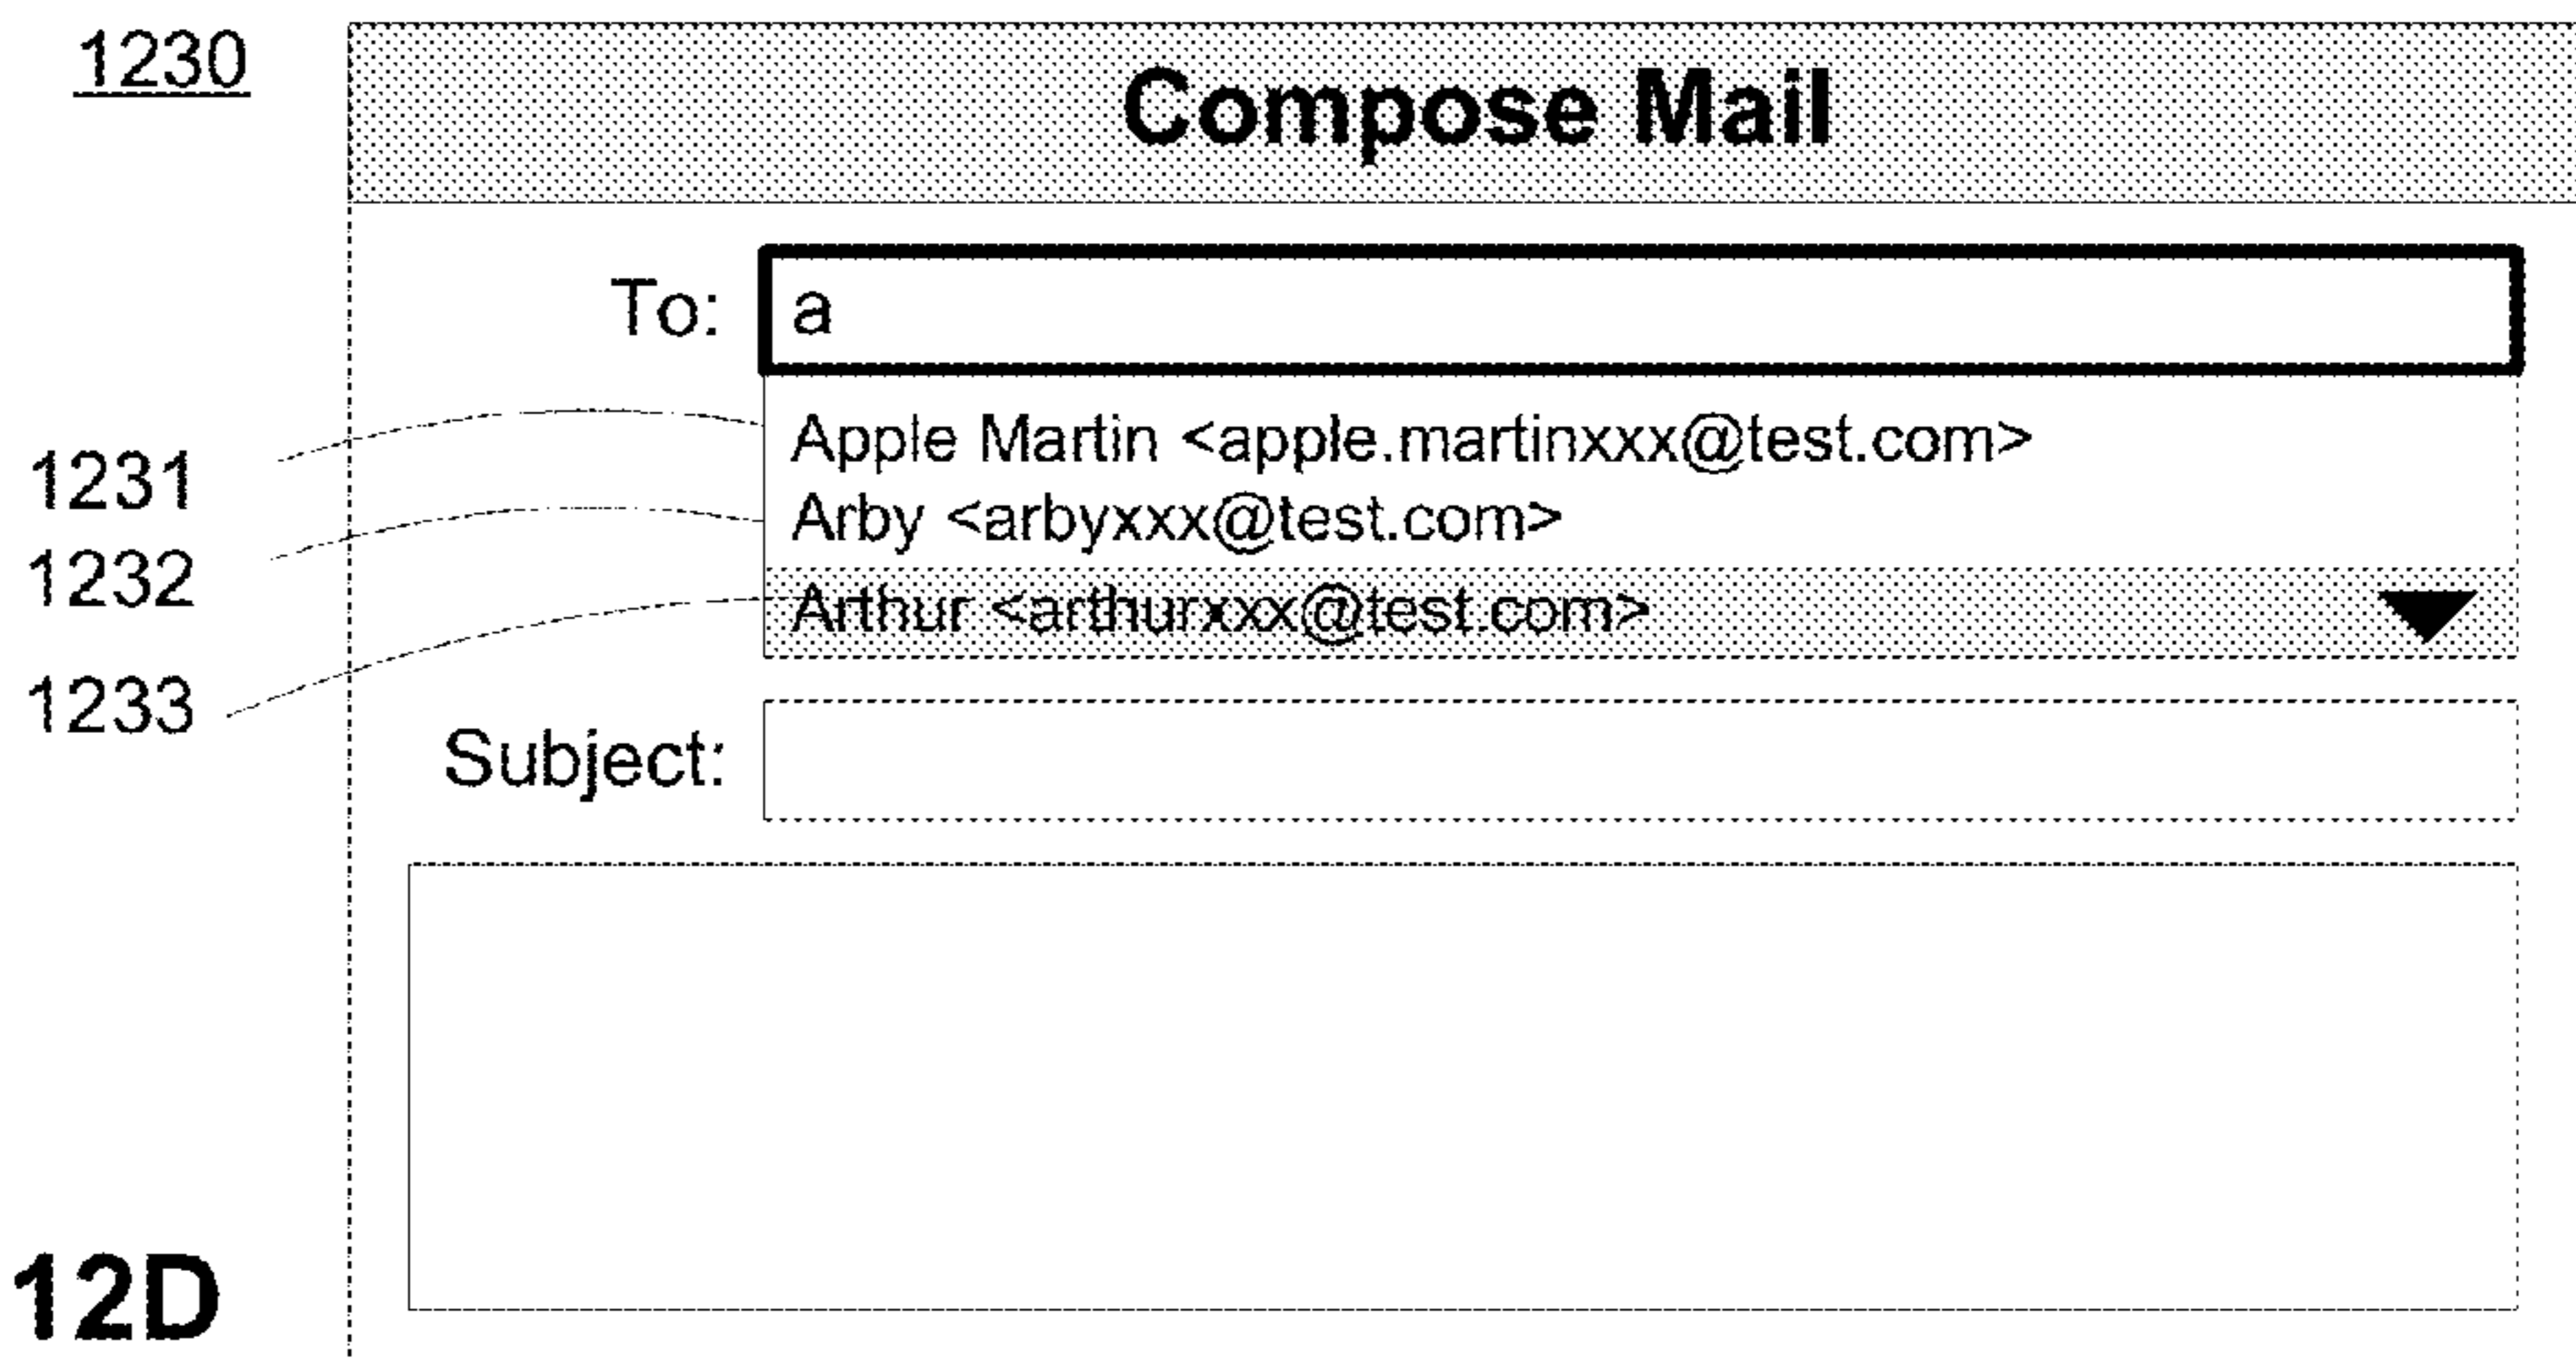 1230
Compose Mail
To: a
1231
Apple Martin <apple.martinxxx@test.com>
1232
Arby <arbyxxx@test.com>
1233
Arthur <arthurxxx@test.com>
Subject:
12D